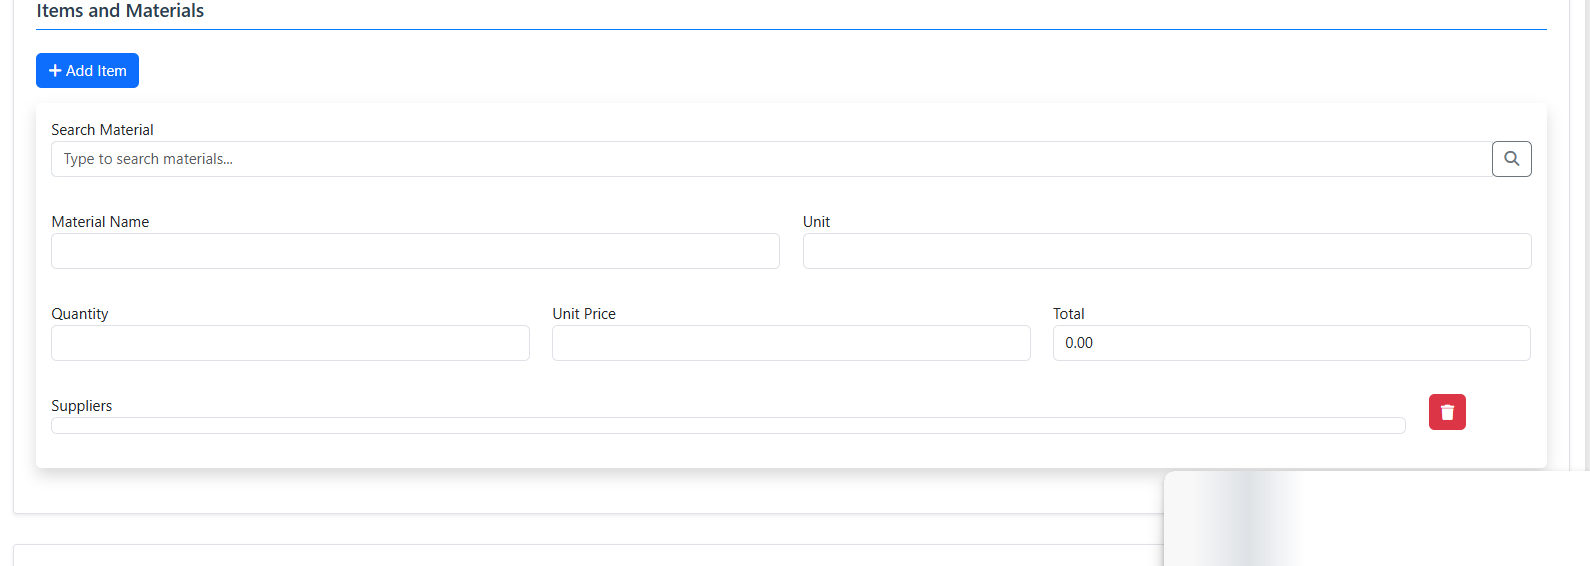 Items and Materials
Add Item
Search Material
Type to search materials...
Material Name
Unit
Quantity
Unit Price
Total
0.00
Suppliers